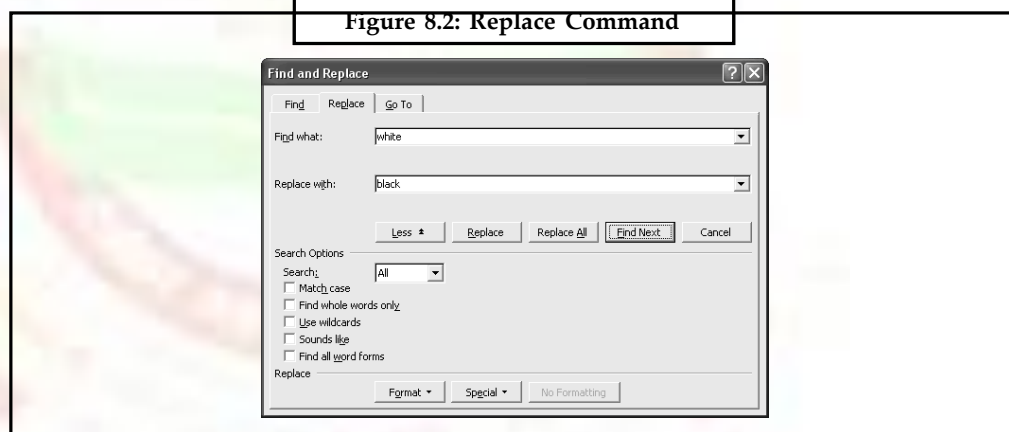 Figure 8.2: Replace Command
Find and Replace
Find Replace Go To
Find what: white
Replace with: black
Less Replace Replace All Find Next Cancel
Search Options
Search: All
Match case
Find whole words only
Use wildcards
Sounds like
Find all word forms
Replace
Format Special No Formatting